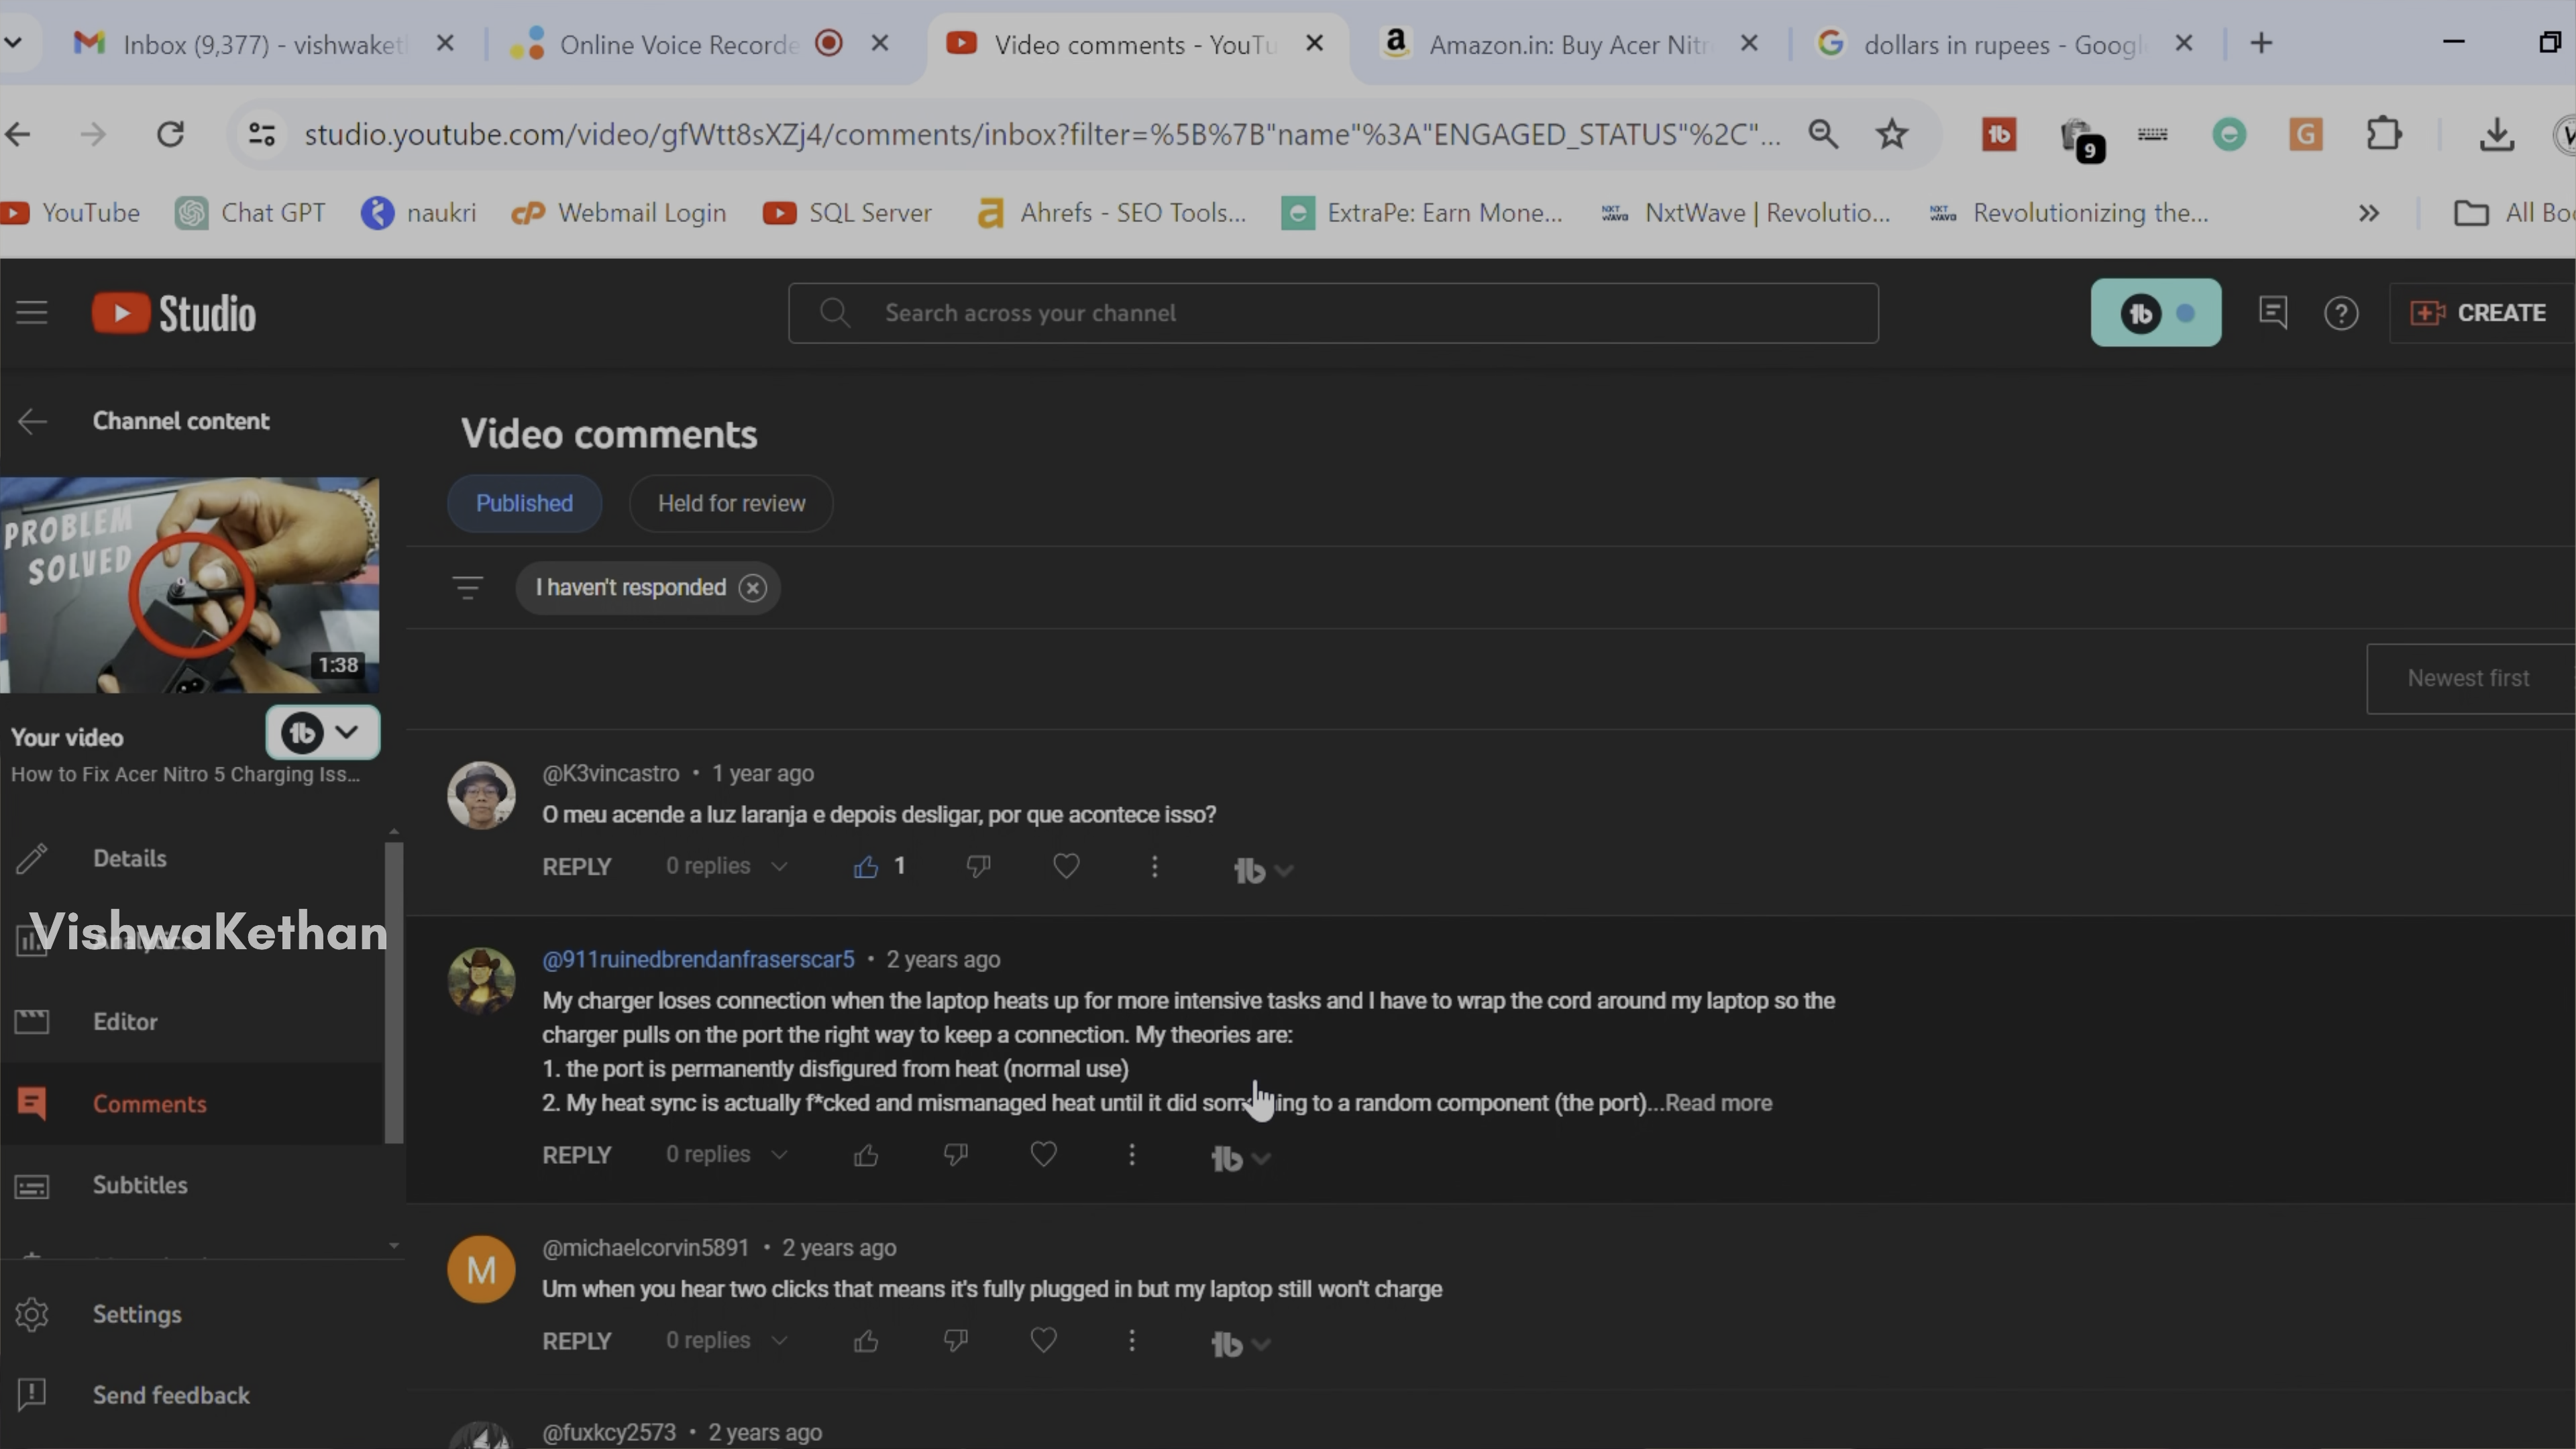 Inbox (9,377) - vishwaket
Online Voice Recorde
Video comments - YouTu
Amazon.in: Buy Acer Nitr
dollars in rupees - Googl
studio.youtube.com/video/gfWtt8sXZj4/comments/inbox?filter=%5B%7B"name"%3A"ENGAGED_STATUS"%2C"...
9
G
YouTube
Chat GPT
naukri
Webmail Login
SQL Server
Ahrefs - SEO Tools...
ExtraPe: Earn Mone...
NxtWave | Revolutio...
Revolutionizing the...
All Boo
Studio
Search across your channel
CREATE
Channel content
Video comments
PROBLEM
SOLVED
1:38
Published
Held for review
I haven't responded
Newest first
Your video
How to Fix Acer Nitro 5 Charging Iss...
Details
VishwaKethan
Analytics
Editor
Comments
Subtitles
Settings
Send feedback
@K3vincastro • 1 year ago
O meu acende a luz laranja e depois desligar, por que acontece isso?
REPLY 0 replies 1
@911ruinedbrendanfraserscar5 • 2 years ago
My charger loses connection when the laptop heats up for more intensive tasks and I have to wrap the cord around my laptop so the
charger pulls on the port the right way to keep a connection. My theories are:
1. the port is permanently disfigured from heat (normal use)
2. My heat sync is actually f*cked and mismanaged heat until it did something to a random component (the port)...Read more
REPLY 0 replies
M
@michaelcorvin5891 • 2 years ago
Um when you hear two clicks that means it's fully plugged in but my laptop still won't charge
REPLY 0 replies
@fuxkcy2573 • 2 years ago